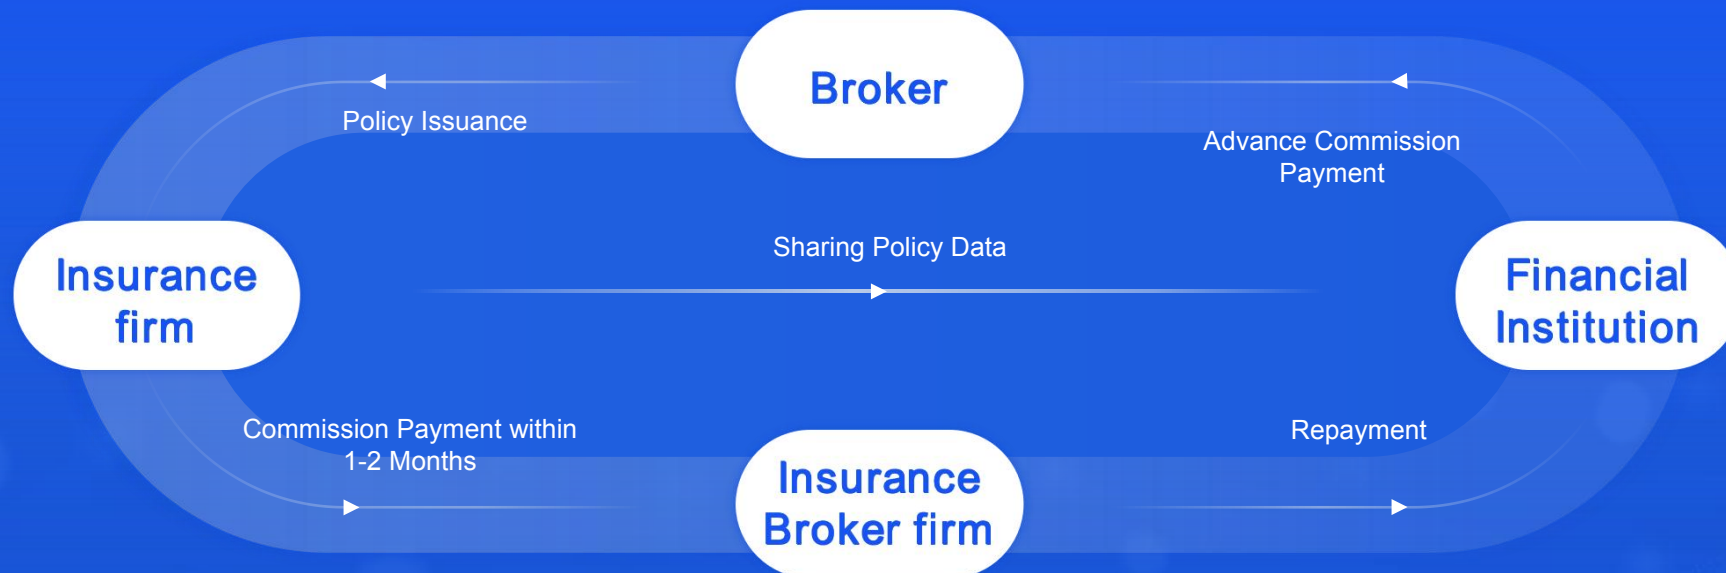 Broker
Policy Issuance
Advance Commission
Payment
Sharing Policy Data
Insurance
firm
Financial
Institution
Commission Payment within
1-2 Months
Repayment
Insurance
Broker firm